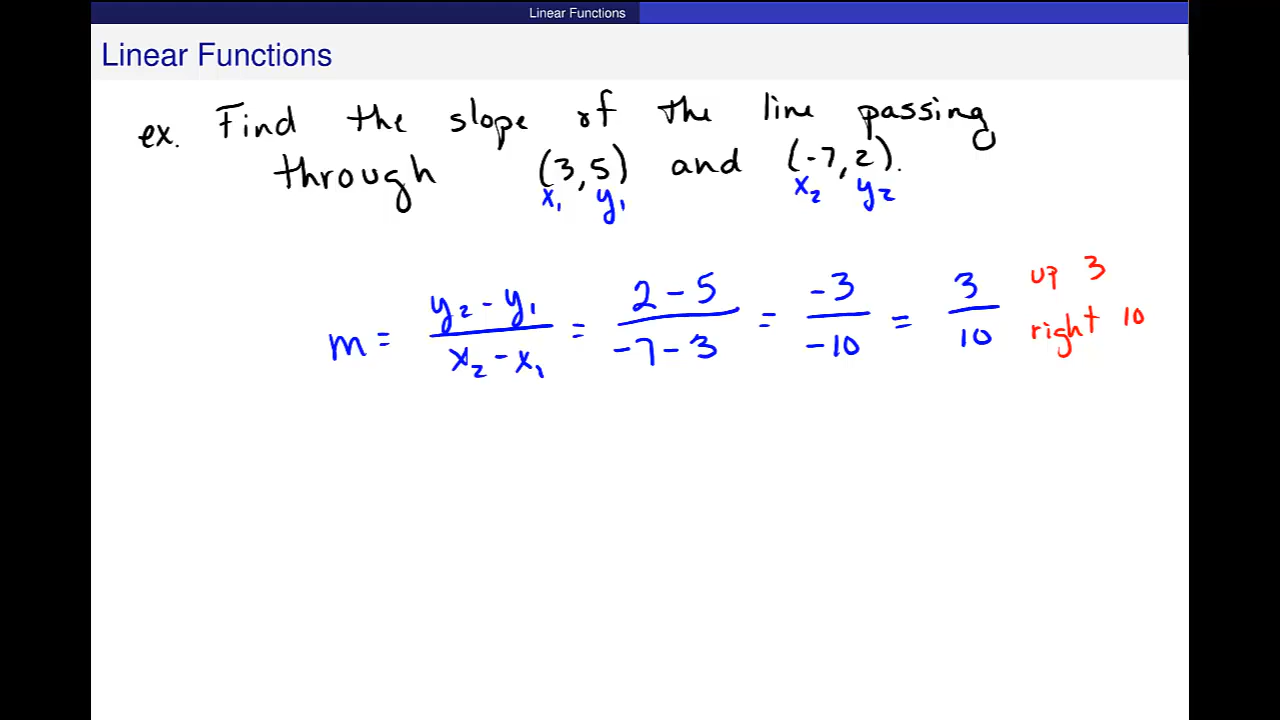 Linear Functions
Linear Functions
ex. Find the slope of the line passing
through (3,5) and (-7,2).
x₁ y₁ x₂ y₂
m = (y₂ - y₁)/(x₂ - x₁) = (2 - 5)/(-7 - 3) = -3/-10 = 3/10
up 3
right 10